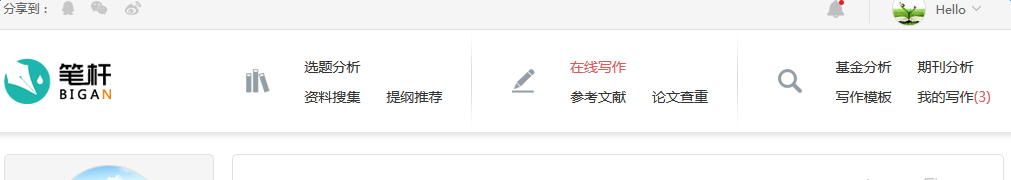 分享到： Hello
笔杆 BIGAN
选题分析 在线写作 基金分析 期刊分析
资料搜集 提纲推荐 参考文献 论文查重 写作模板 我的写作(3)